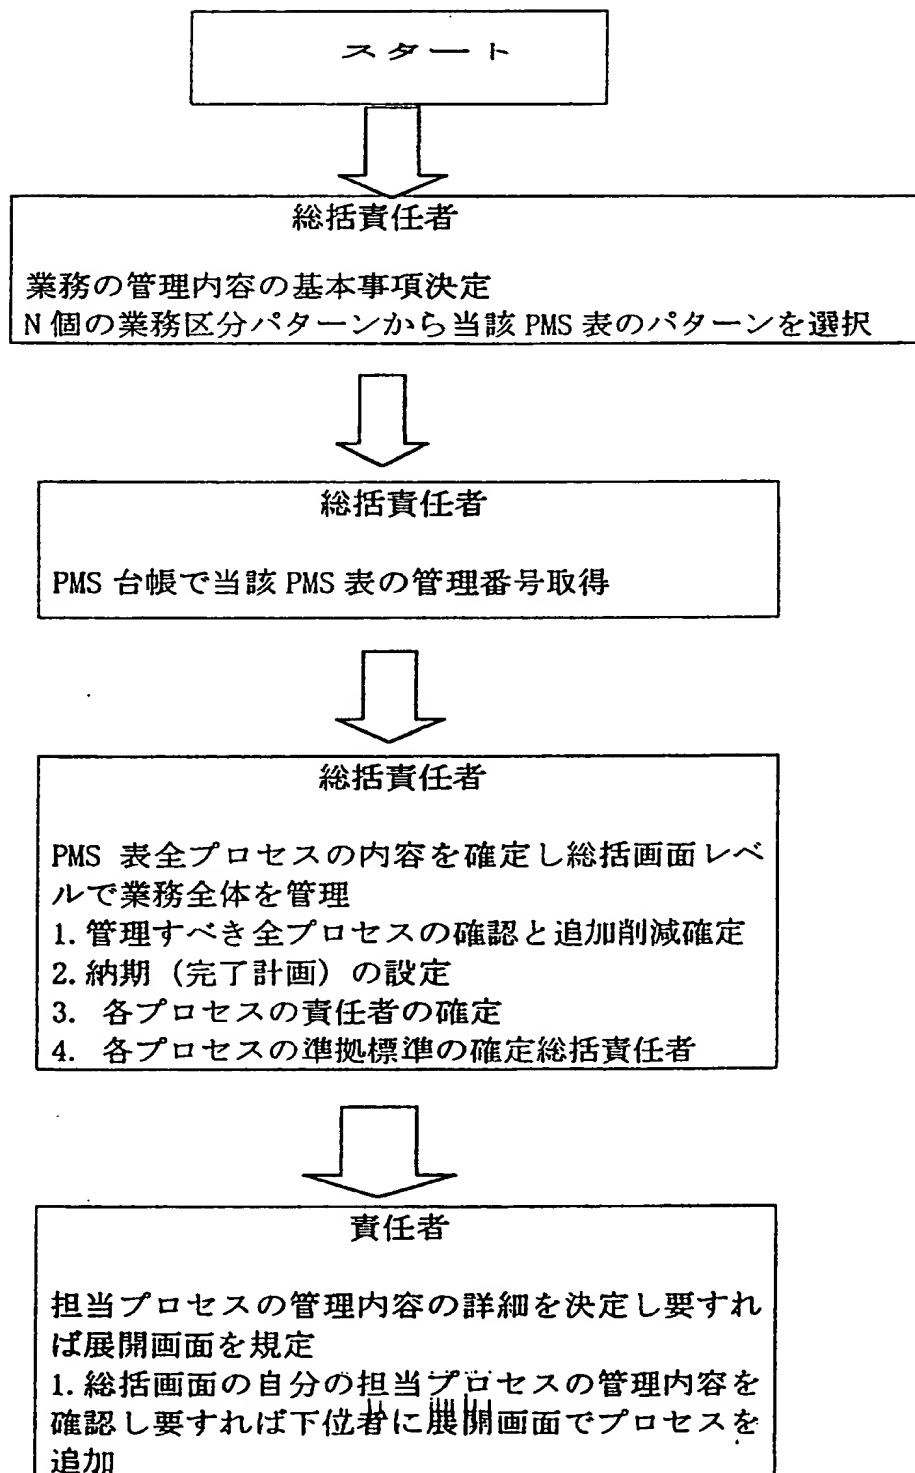 スタート
総括責任者
業務の管理内容の基本事項決定
N個の業務区分パターンから当該PMS表のパターンを選択
総括責任者
PMS台帳で当該PMS表の管理番号取得
総括責任者
PMS 表全プロセスの内容を確定し総括画面レベ
ルで業務全体を管理
1.管理すべき全プロセスの確認と追加削減確定
2.納期（完了計画）の設定
3. 各プロセスの責任者の確定
4. 各プロセスの準拠標準の確定総括責任者
責任者
担当プロセスの管理内容の詳細を決定し要すれ
ば展開画面を規定
1.総括画面の自分の担当プロセスの管理内容を
確認し要すれば下位者に展開画面でプロセスを
追加